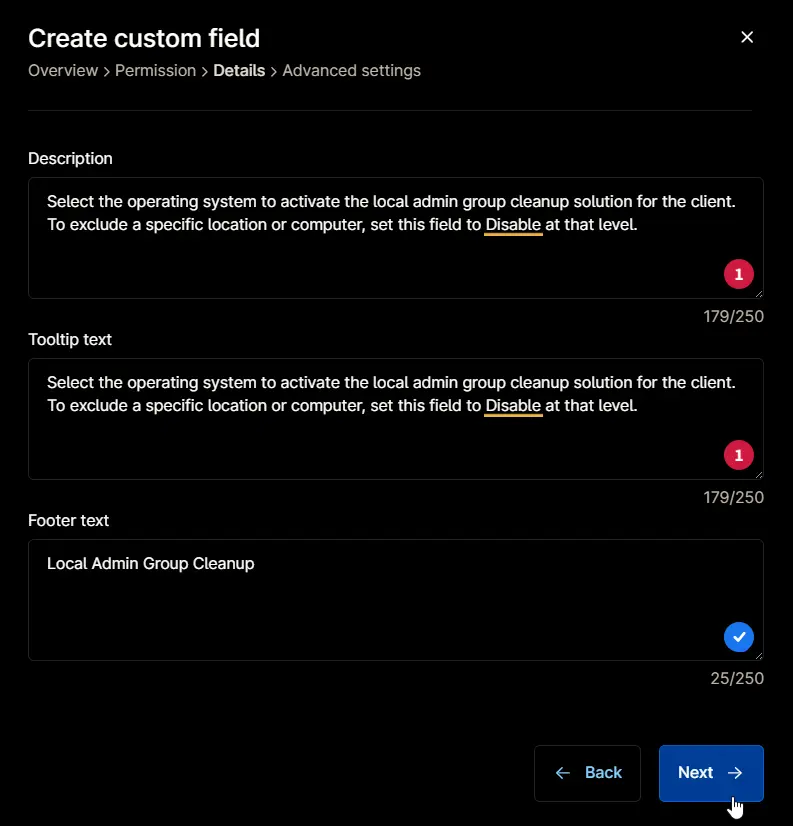 Create custom field
Overview > Permission > Details > Advanced settings
Description
Select the operating system to activate the local admin group cleanup solution for the client.
To exclude a specific location or computer, set this field to Disable at that level.
1
179/250
Tooltip text
Select the operating system to activate the local admin group cleanup solution for the client.
To exclude a specific location or computer, set this field to Disable at that level.
1
179/250
Footer text
Local Admin Group Cleanup
25/250
Back
Next